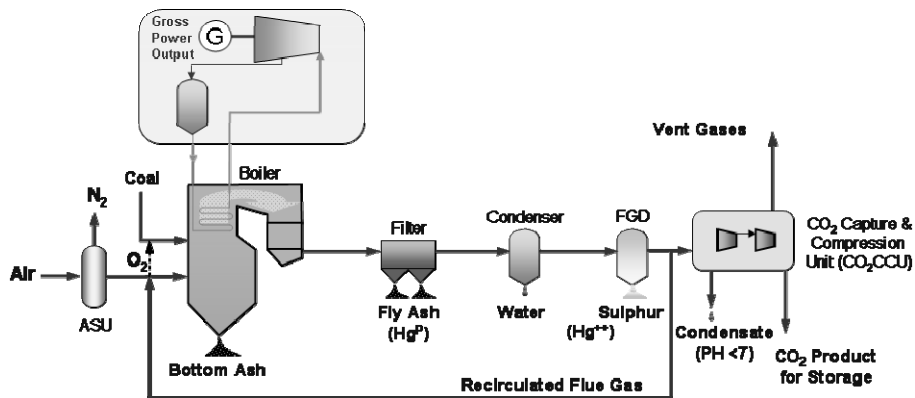 Gross
Power
Output
G
Vent Gases
Coal
Boiler
N2
Filter
Condenser
FGD
CO2 Capture &
Compression
Unit (CO2CCU)
Air
O2
ASU
Fly Ash
(Hgᴾ)
Water
Sulphur
(Hg⁺⁺)
Condensate
(PH <7)
Bottom Ash
CO2 Product
for Storage
Recirculated Flue Gas